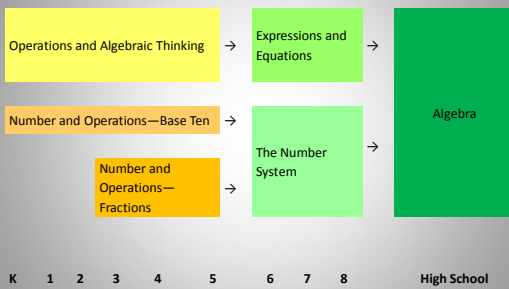 Operations and Algebraic Thinking →
Expressions and
Equations →
Number and Operations—Base Ten →
Number and
Operations—
Fractions →
The Number
System →
Algebra
K 1 2 3 4 5 6 7 8 High School